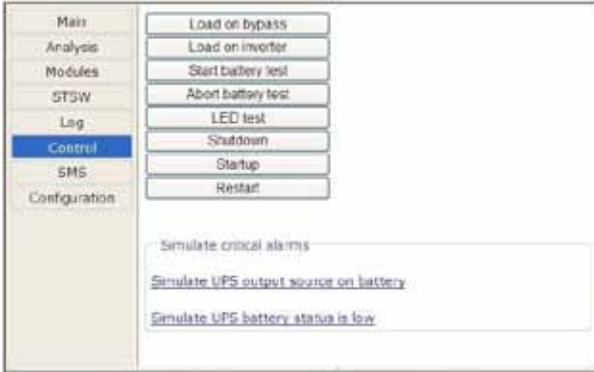 Main
Analysis
Modules
STSW
Log
Control
SMS
Configuration
Load on bypass
Load on inverter
Start battery test
Abort battery test
LED test
Shutdown
Startup
Restart
Simulate critical alarms
Simulate UPS output source on battery
Simulate UPS battery status is low